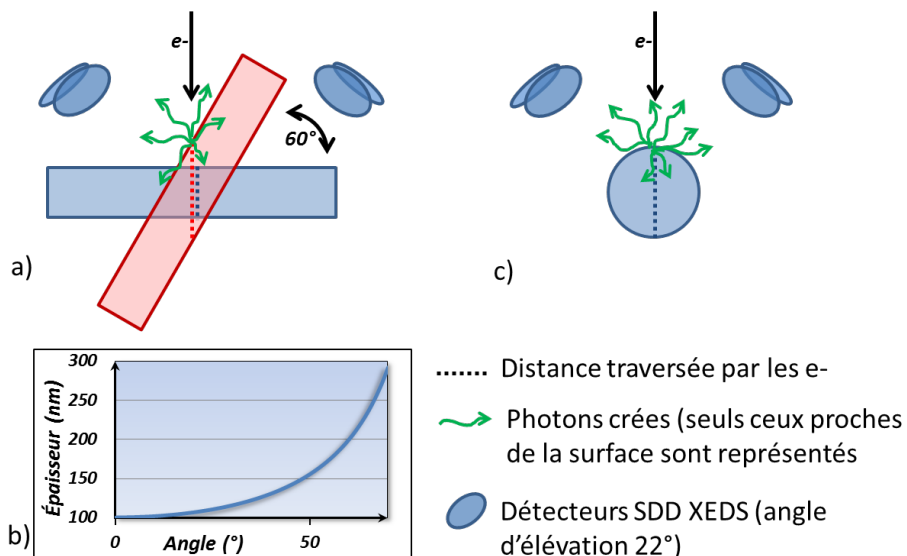 e-
60°
a)
e-
c)
b)
Épaisseur (nm)
300
250
200
150
100
0
50
Angle (°)
Distance traversée par les e-
Photons crées (seuls ceux proches
de la surface sont représentés
Détecteurs SDD XEDS (angle
d'élévation 22°)